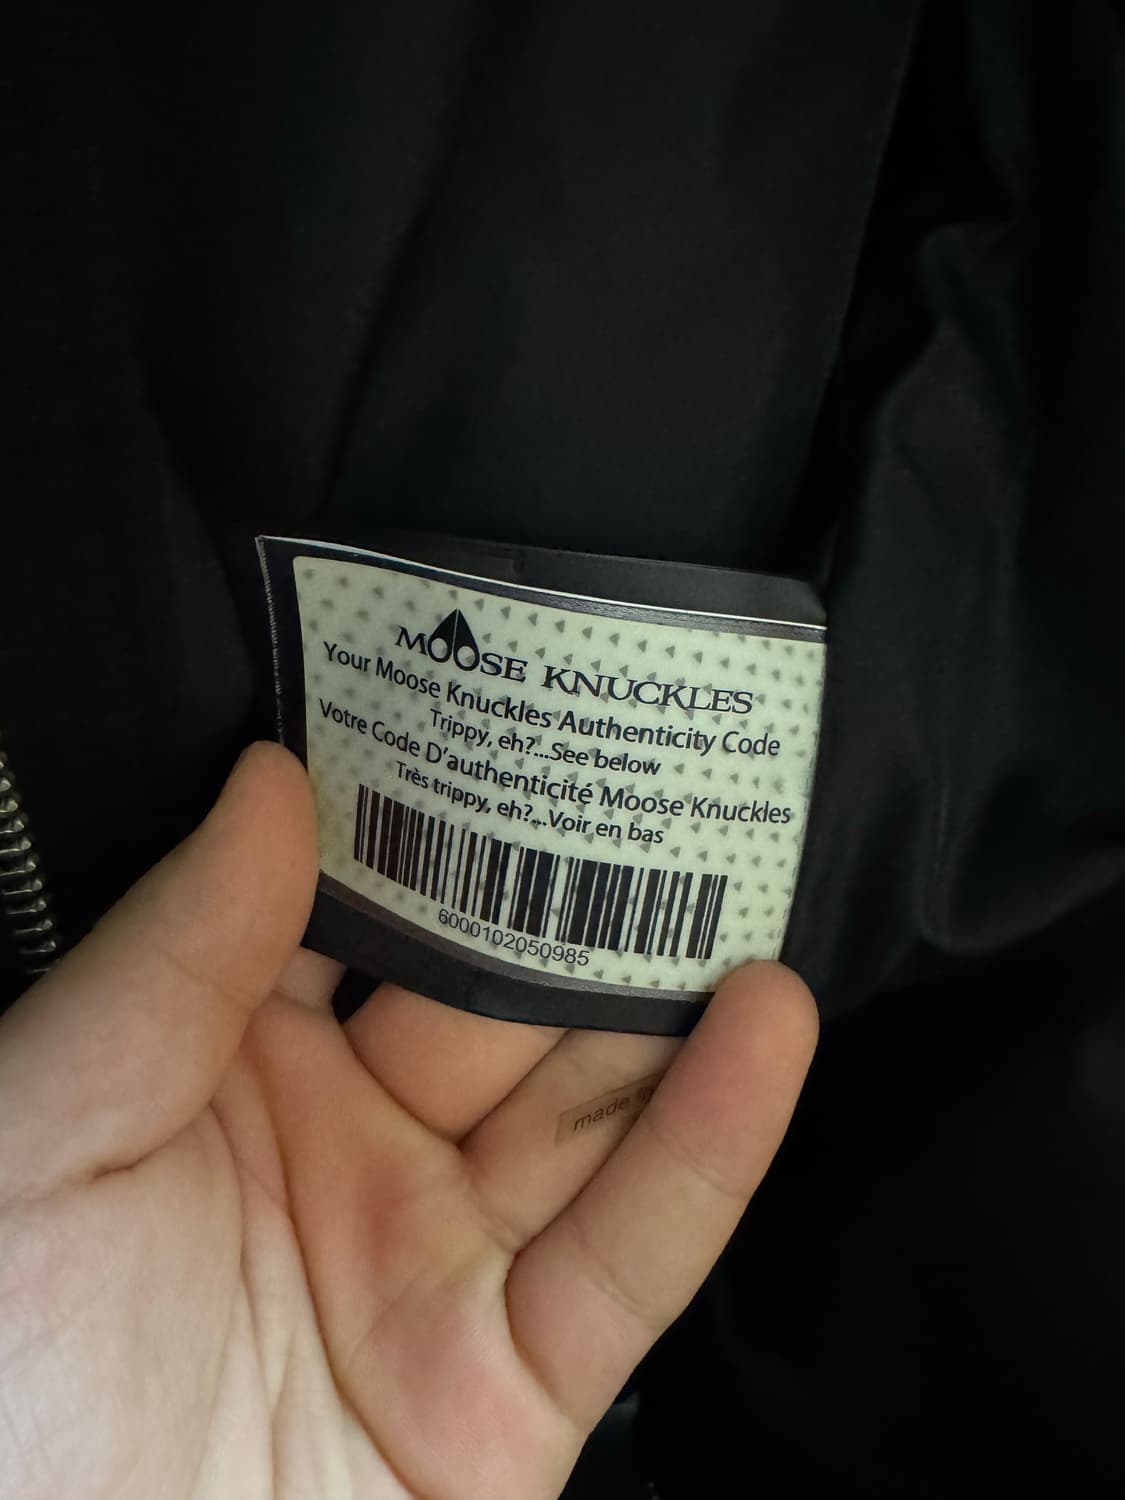 MOOSE KNUCKLES
Your Moose Knuckles Authenticity Code
Trippy, eh?...See below
Votre Code D'authenticité Moose Knuckles
Très trippy, eh?...Voir en bas
6000102050985
made in